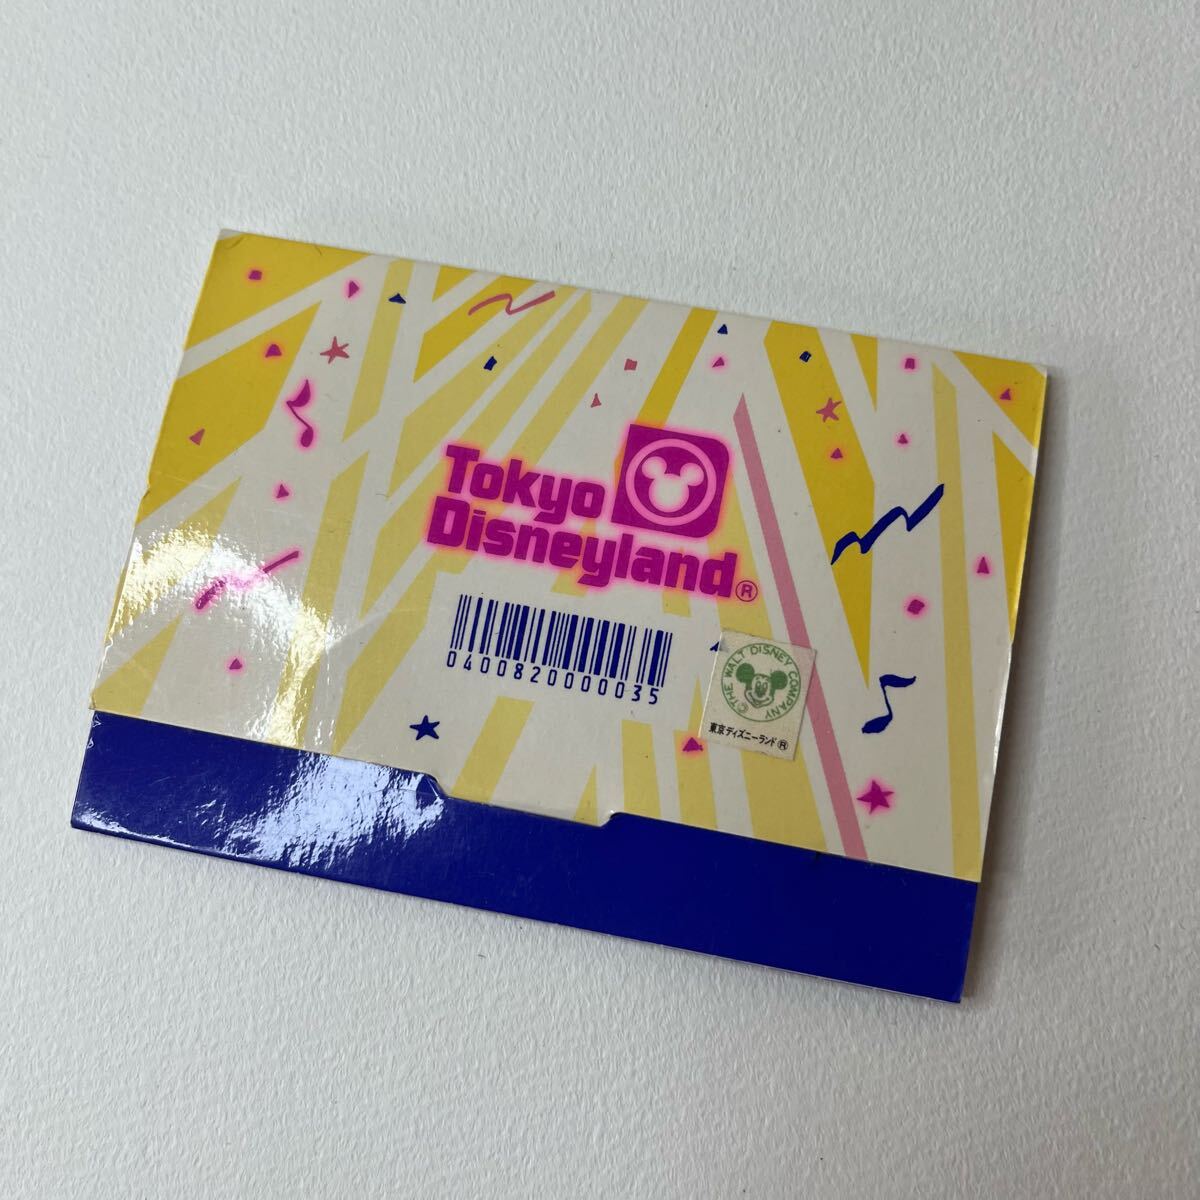 Tokyo
Disneyland®
0400820000035
©THE WALT DISNEY COMPANY
東京ディズニーランド®